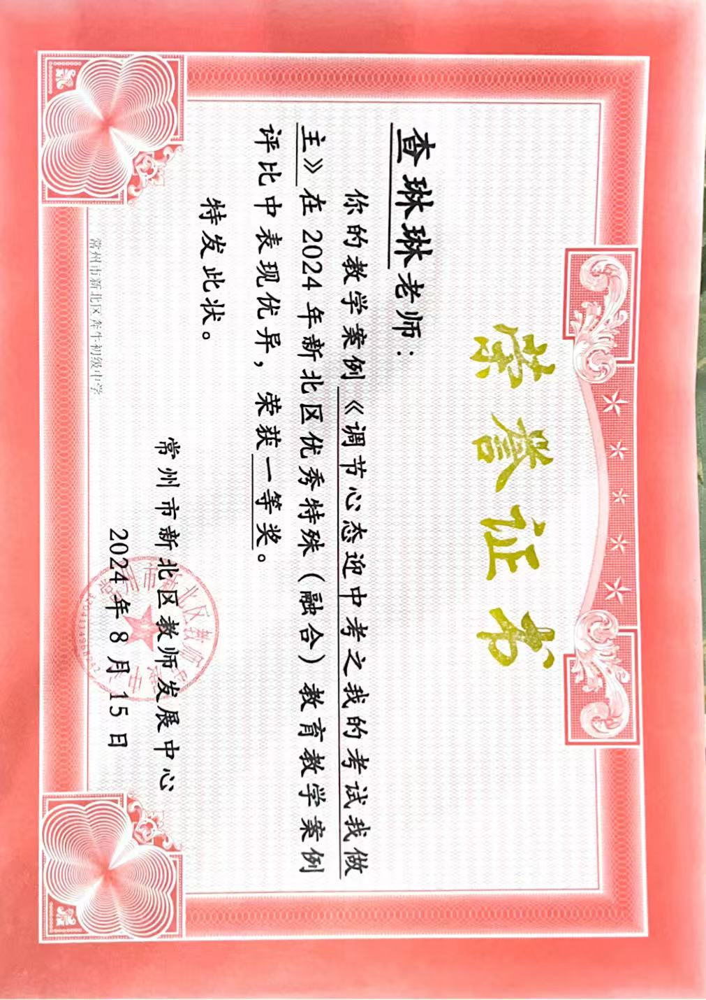 荣誉证书
查琳琳老师：
你的教学案例《调节心态迎中考之我的考试我做
主》在2024年新北区优秀特殊（融合）教育教学案例
评比中表现优异，荣获一等奖。
特发此状。
常州市新北区教师发展中心
2024年8月15日
常州市新北区奔牛初级中学